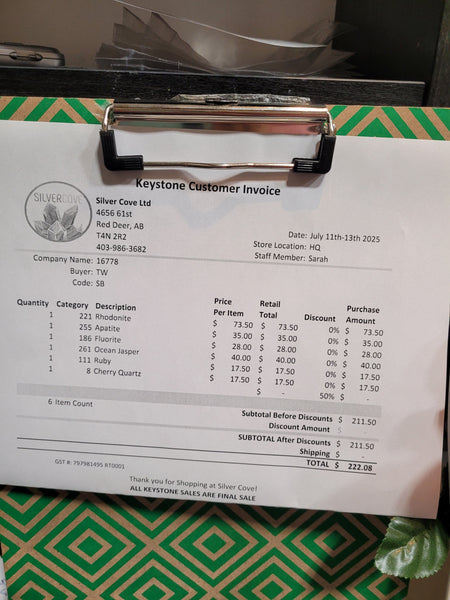 Keystone Customer Invoice
SILVERCOVE
Silver Cove Ltd
4656 61st
Red Deer, AB
T4N 2R2
403-986-3682
Date: July 11th-13th 2025
Store Location: HQ
Staff Member: Sarah
Company Name: 16778
Buyer: TW
Code: SB
Quantity Category Description Price Per Item Retail Total Discount Purchase Amount
1 221 Rhodonite $ 73.50 $ 73.50 0% $ 73.50
1 255 Apatite $ 35.00 $ 35.00 0% $ 35.00
1 186 Fluorite $ 28.00 $ 28.00 0% $ 28.00
1 261 Ocean Jasper $ 40.00 $ 40.00 0% $ 40.00
1 111 Ruby $ 17.50 $ 17.50 0% $ 17.50
1 8 Cherry Quartz $ 17.50 $ 17.50 0% $ 17.50
$ - 50% $ -
6 Item Count
Subtotal Before Discounts $ 211.50
Discount Amount $
SUBTOTAL After Discounts $ 211.50
Shipping $ -
GST #: 797981495 RT0001
TOTAL $ 222.08
Thank you for Shopping at Silver Cove!
ALL KEYSTONE SALES ARE FINAL SALE